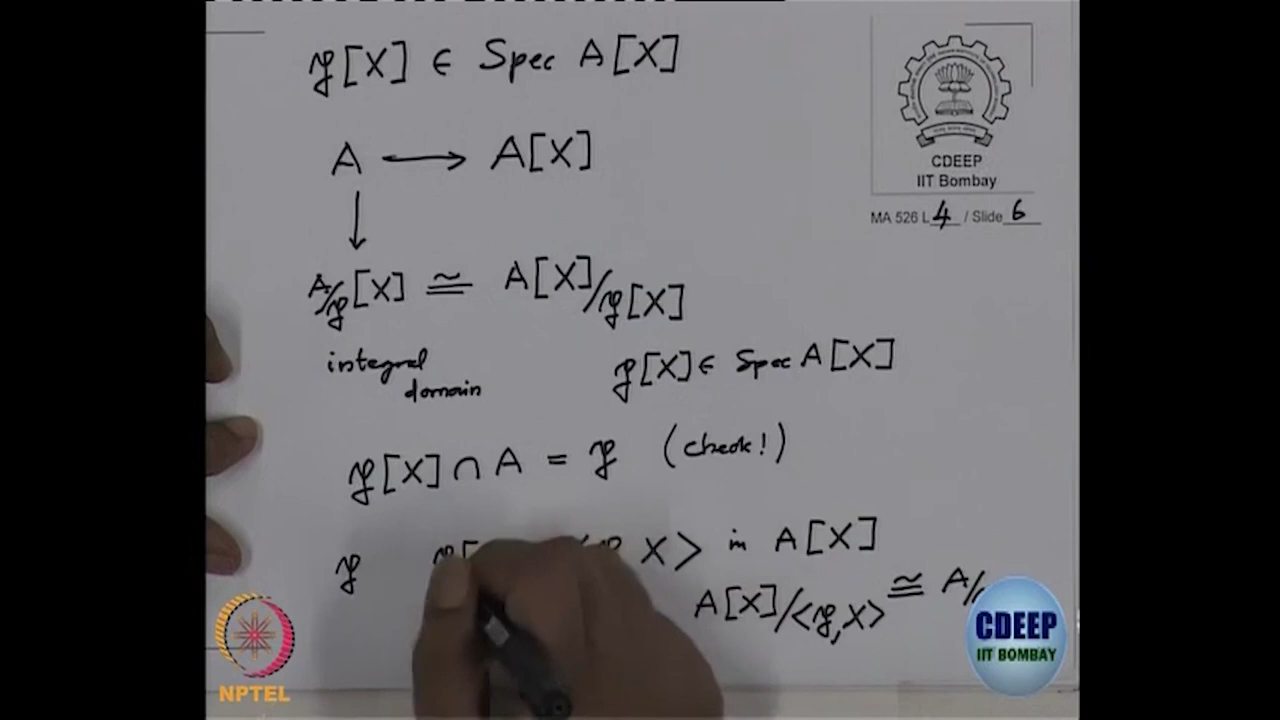 𝔭[X] ∈ Spec A[X]
A ⟶ A[X]
↓
A/𝔭[X] ≅ A[X]/𝔭[X]
integral
domain
𝔭[X] ∈ Spec A[X]
𝔭[X] ∩ A = 𝔭 (check!)
𝔭 X> in A[X]
A[X]/<𝔭,X> ≅ A/
CDEEP
IIT Bombay
MA 526 L 4 / Slide 6
NPTEL
CDEEP
IIT BOMBAY